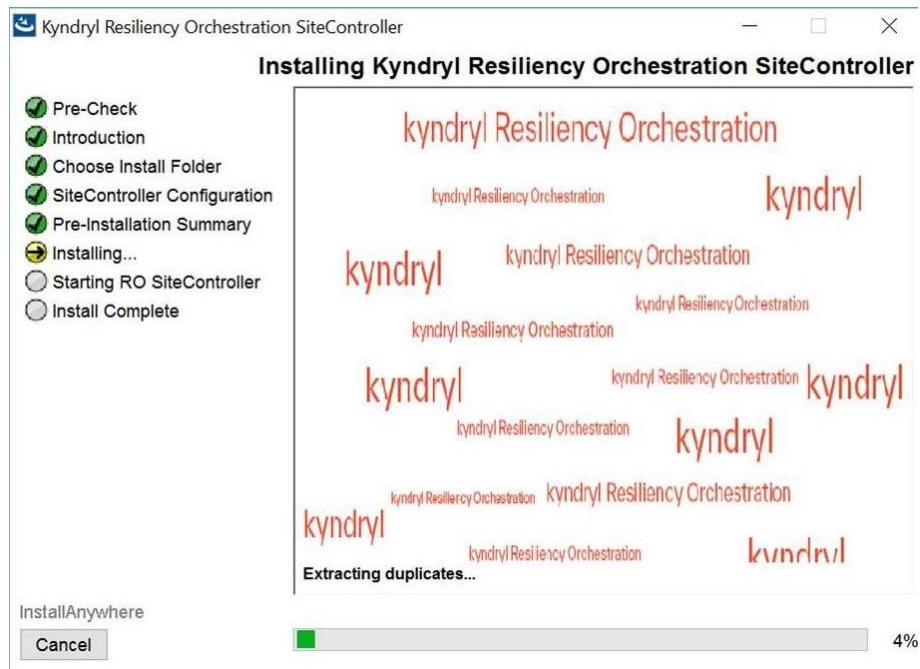 Kyndryl Resiliency Orchestration SiteController
Installing Kyndryl Resiliency Orchestration SiteController
Pre-Check
Introduction
Choose Install Folder
SiteController Configuration
Pre-Installation Summary
Installing...
Starting RO SiteController
Install Complete
kyndryl Resiliency Orchestration
kyndryl Resiliency Orchestration
kyndryl
kyndryl Resiliency Orchestration
kyndryl
kyndryl Resiliency Orchestration
kyndryl Resiliency Orchestration
kyndryl
kyndryl Resiliency Orchestration
kyndryl
kyndryl Resiliency Orchestration
kyndryl
kyndryl Resiliency Orchestration
kyndryl Resiliency Orchestration
kyndryl
kyndryl Resiliency Orchestration
kyndryl
Extracting duplicates...
InstallAnywhere
Cancel
4%